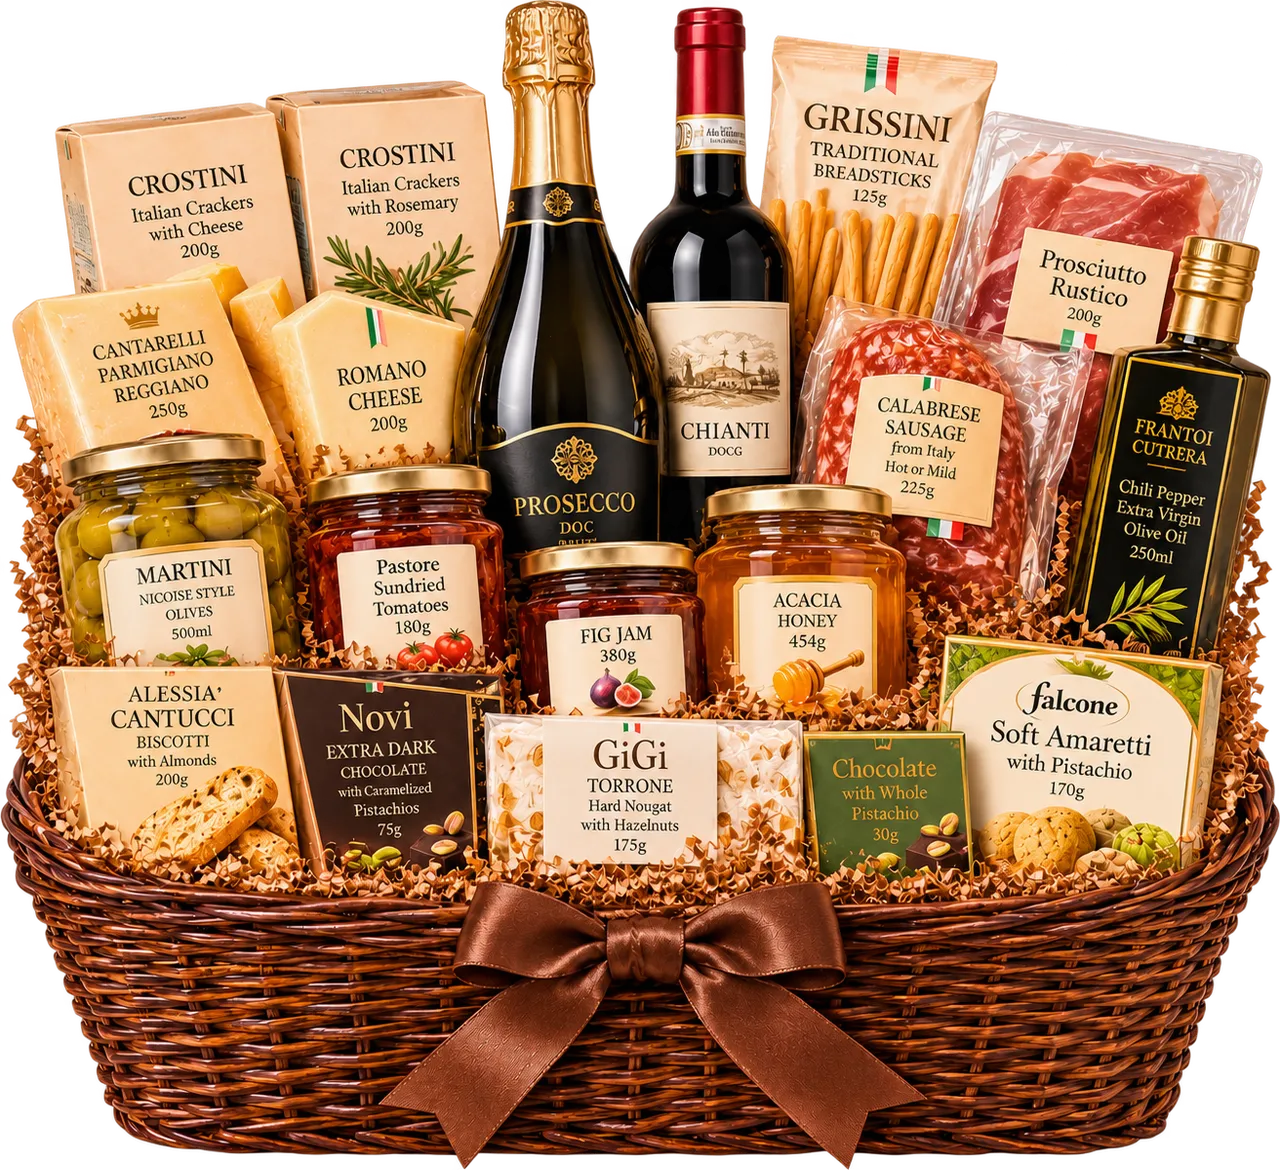 CROSTINI
Italian Crackers
with Cheese
200g
CROSTINI
Italian Crackers
with Rosemary
200g
GRISSINI
TRADITIONAL
BREADSTICKS
125g
Prosciutto
Rustico
200g
CANTARELLI
PARMIGIANO
REGGIANO
250g
ROMANO
CHEESE
200g
PROSECCO
DOC
CHIANTI
DOCG
CALABRESE
SAUSAGE
from Italy
Hot or Mild
225g
FRANTOI
CUTRERA
Chili Pepper
Extra Virgin
Olive Oil
250ml
MARTINI
NICOISE STYLE
OLIVES
500ml
Pastore
Sundried
Tomatoes
180g
FIG JAM
380g
ACACIA
HONEY
454g
ALESSIA'
CANTUCCI
BISCOTTI
with Almonds
200g
Novi
EXTRA DARK
CHOCOLATE
with Caramelized
Pistachios
75g
GiGi
TORRONE
Hard Nougat
with Hazelnuts
175g
Chocolate
with Whole
Pistachio
30g
falcone
Soft Amaretti
with Pistachio
170g